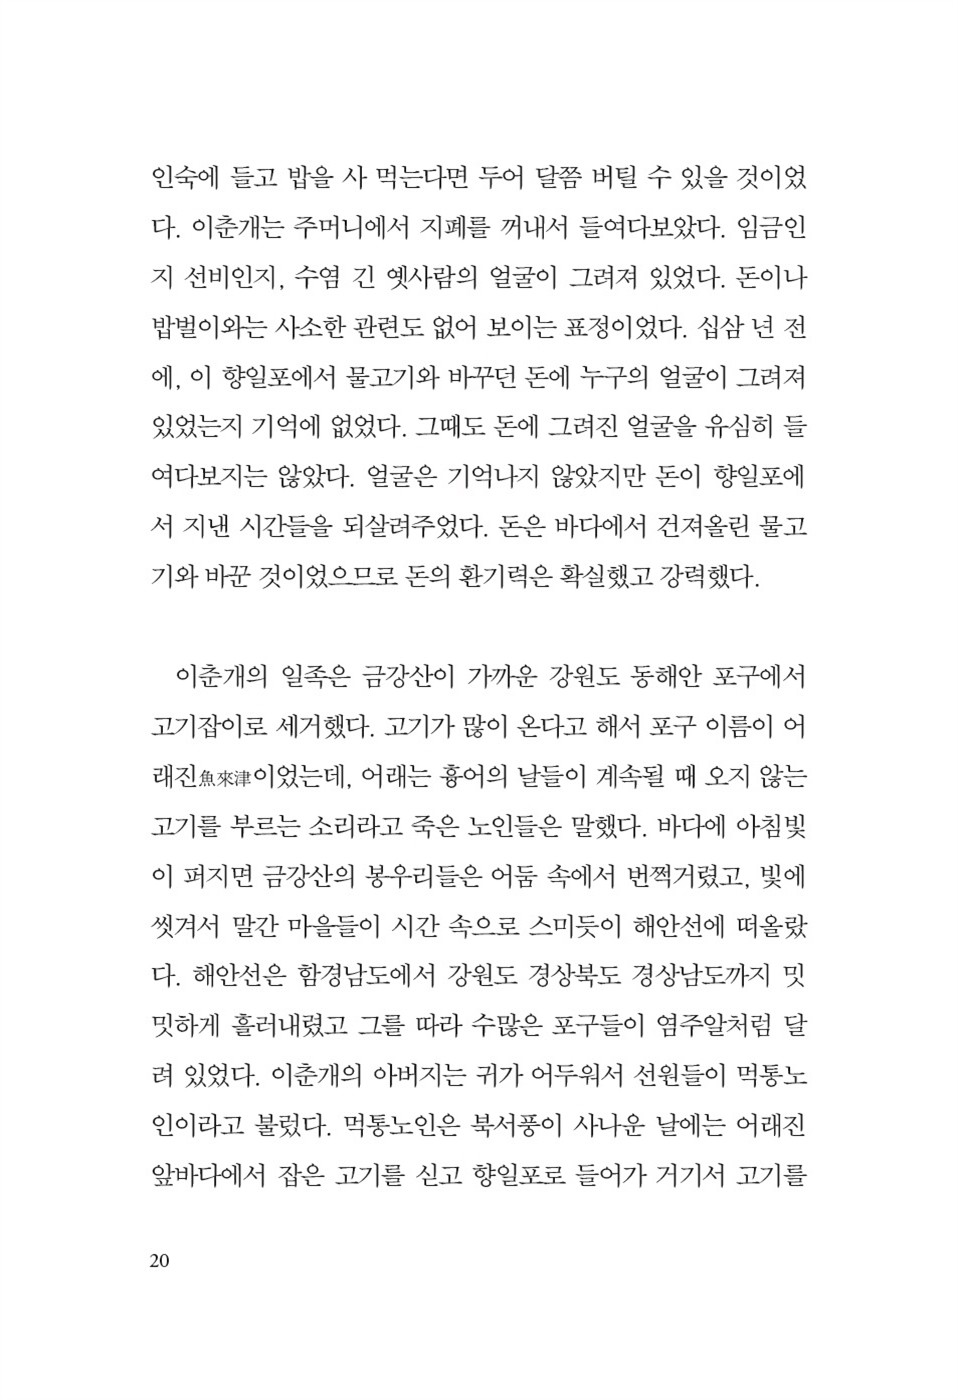 인숙에 들고 밥을 사 먹는다면 두어 달쯤 버틸 수 있을 것이었
다. 이춘개는 주머니에서 지폐를 꺼내서 들여다보았다. 임금인
지 선비인지, 수염 긴 옛사람의 얼굴이 그려져 있었다. 돈이나
밥벌이와는 사소한 관련도 없어 보이는 표정이었다. 십삼 년 전
에, 이 향일포에서 물고기와 바꾸던 돈에 누구의 얼굴이 그려져
있었는지 기억에 없었다. 그때도 돈에 그려진 얼굴을 유심히 들
여다보지는 않았다. 얼굴은 기억나지 않았지만 돈이 향일포에
서 지낸 시간들을 되살려주었다. 돈은 바다에서 건져올린 물고
기와 바꾼 것이었으므로 돈의 환기력은 확실했고 강력했다.
이춘개의 일족은 금강산이 가까운 강원도 동해안 포구에서
고기잡이로 세거했다. 고기가 많이 온다고 해서 포구 이름이 어
래진魚來津이었는데, 어래는 흉어의 날들이 계속될 때 오지 않는
고기를 부르는 소리라고 죽은 노인들은 말했다. 바다에 아침빛
이 퍼지면 금강산의 봉우리들은 어둠 속에서 번쩍거렸고, 빛에
씻겨서 말간 마을들이 시간 속으로 스미듯이 해안선에 떠올랐
다. 해안선은 함경남도에서 강원도 경상북도 경상남도까지 밋
밋하게 흘러내렸고 그를 따라 수많은 포구들이 염주알처럼 달
려 있었다. 이춘개의 아버지는 귀가 어두워서 선원들이 먹통노
인이라고 불렀다. 먹통노인은 북서풍이 사나운 날에는 어래진
앞바다에서 잡은 고기를 싣고 향일포로 들어가 거기서 고기를
20